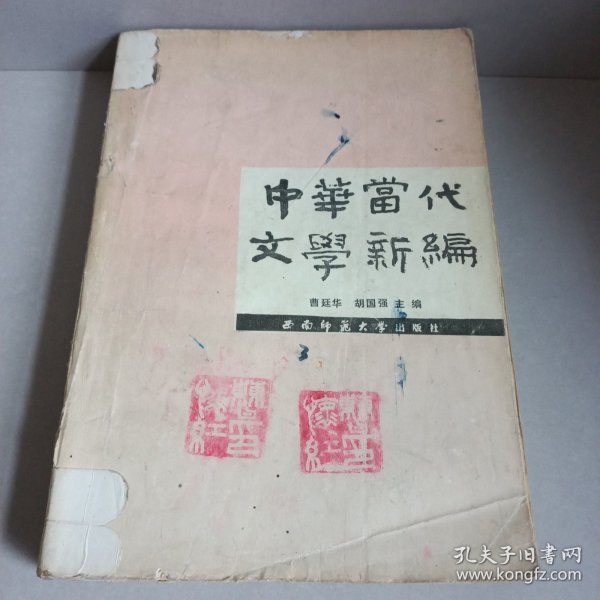 中華當代
文學新編
曹廷华 胡国强 主编
西南师范大学出版社
孔夫子旧书网
www.kongfz.com